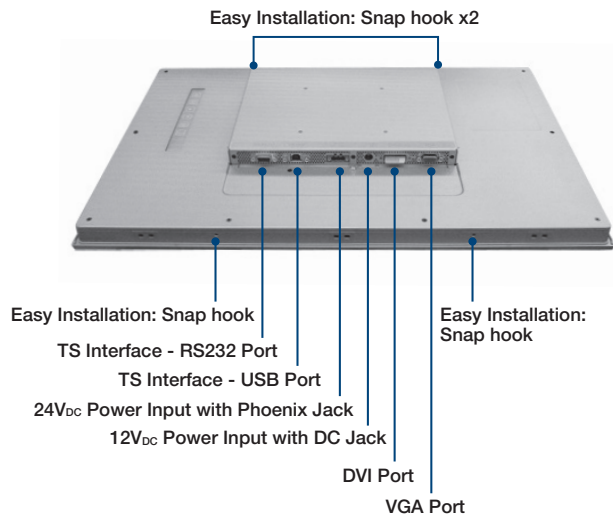 Easy Installation: Snap hook x2
Easy Installation: Snap hook
Easy Installation:
Snap hook
TS Interface - RS232 Port
TS Interface - USB Port
24VDC Power Input with Phoenix Jack
12VDC Power Input with DC Jack
DVI Port
VGA Port